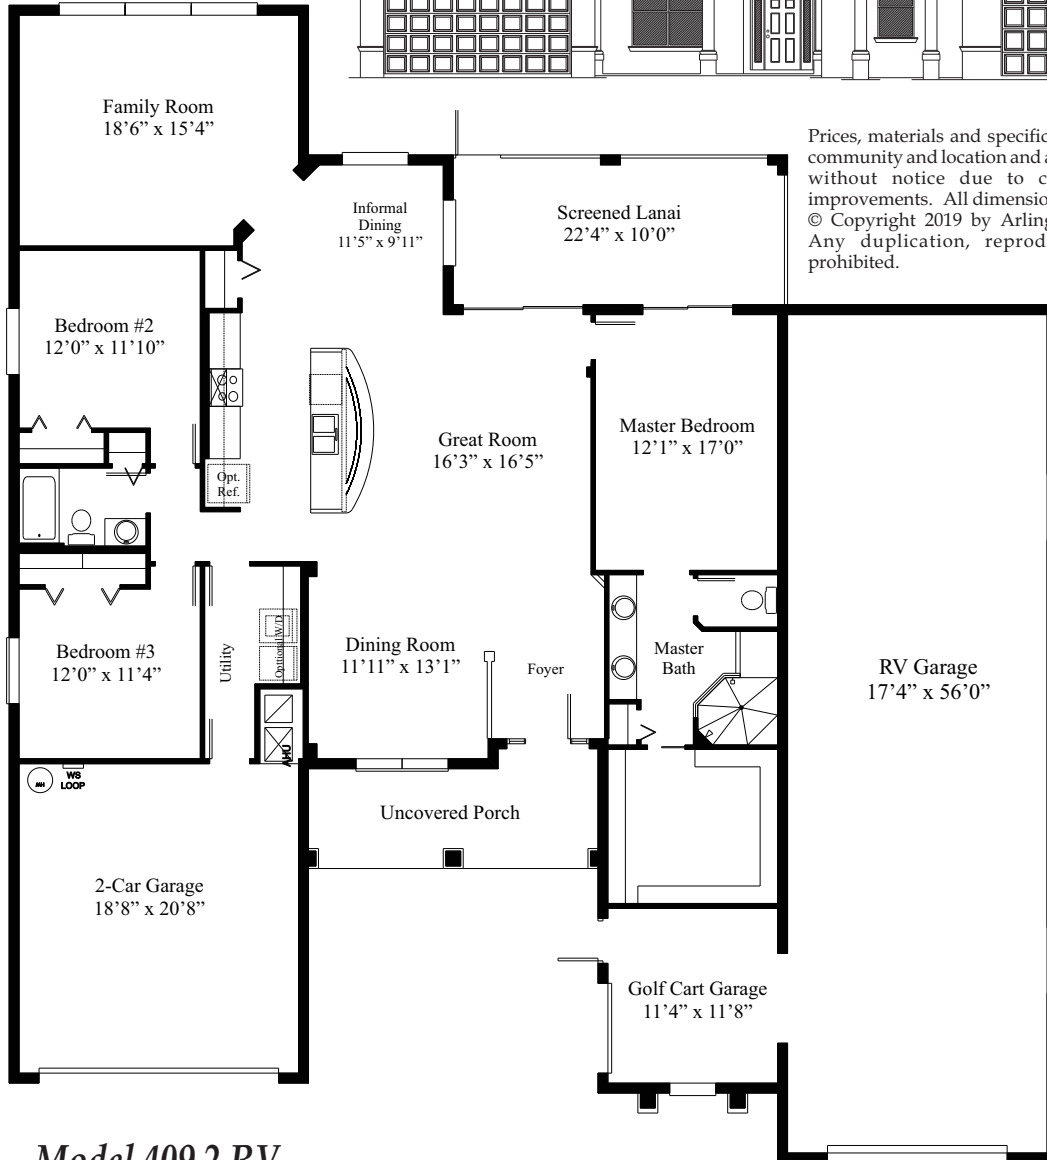 Family Room
18’6” x 15’4”
Prices, materials and specific
community and location and a
without notice due to c
improvements. All dimensio
© Copyright 2019 by Arling
Any duplication, reprod
prohibited.
Informal
Dining
11’5” x 9’11”
Screened Lanai
22’4” x 10’0”
Bedroom #2
12’0” x 11’10”
Master Bedroom
12’1” x 17’0”
Great Room
16’3” x 16’5”
Opt.
Ref.
Bedroom #3
12’0” x 11’4”
Utility
Optional W/D
Dining Room
11’11” x 13’1”
Foyer
Master
Bath
RV Garage
17’4” x 56’0”
AHU
WH
WS
LOOP
Uncovered Porch
2-Car Garage
18’8” x 20’8”
Golf Cart Garage
11’4” x 11’8”
Model 409.2 RV